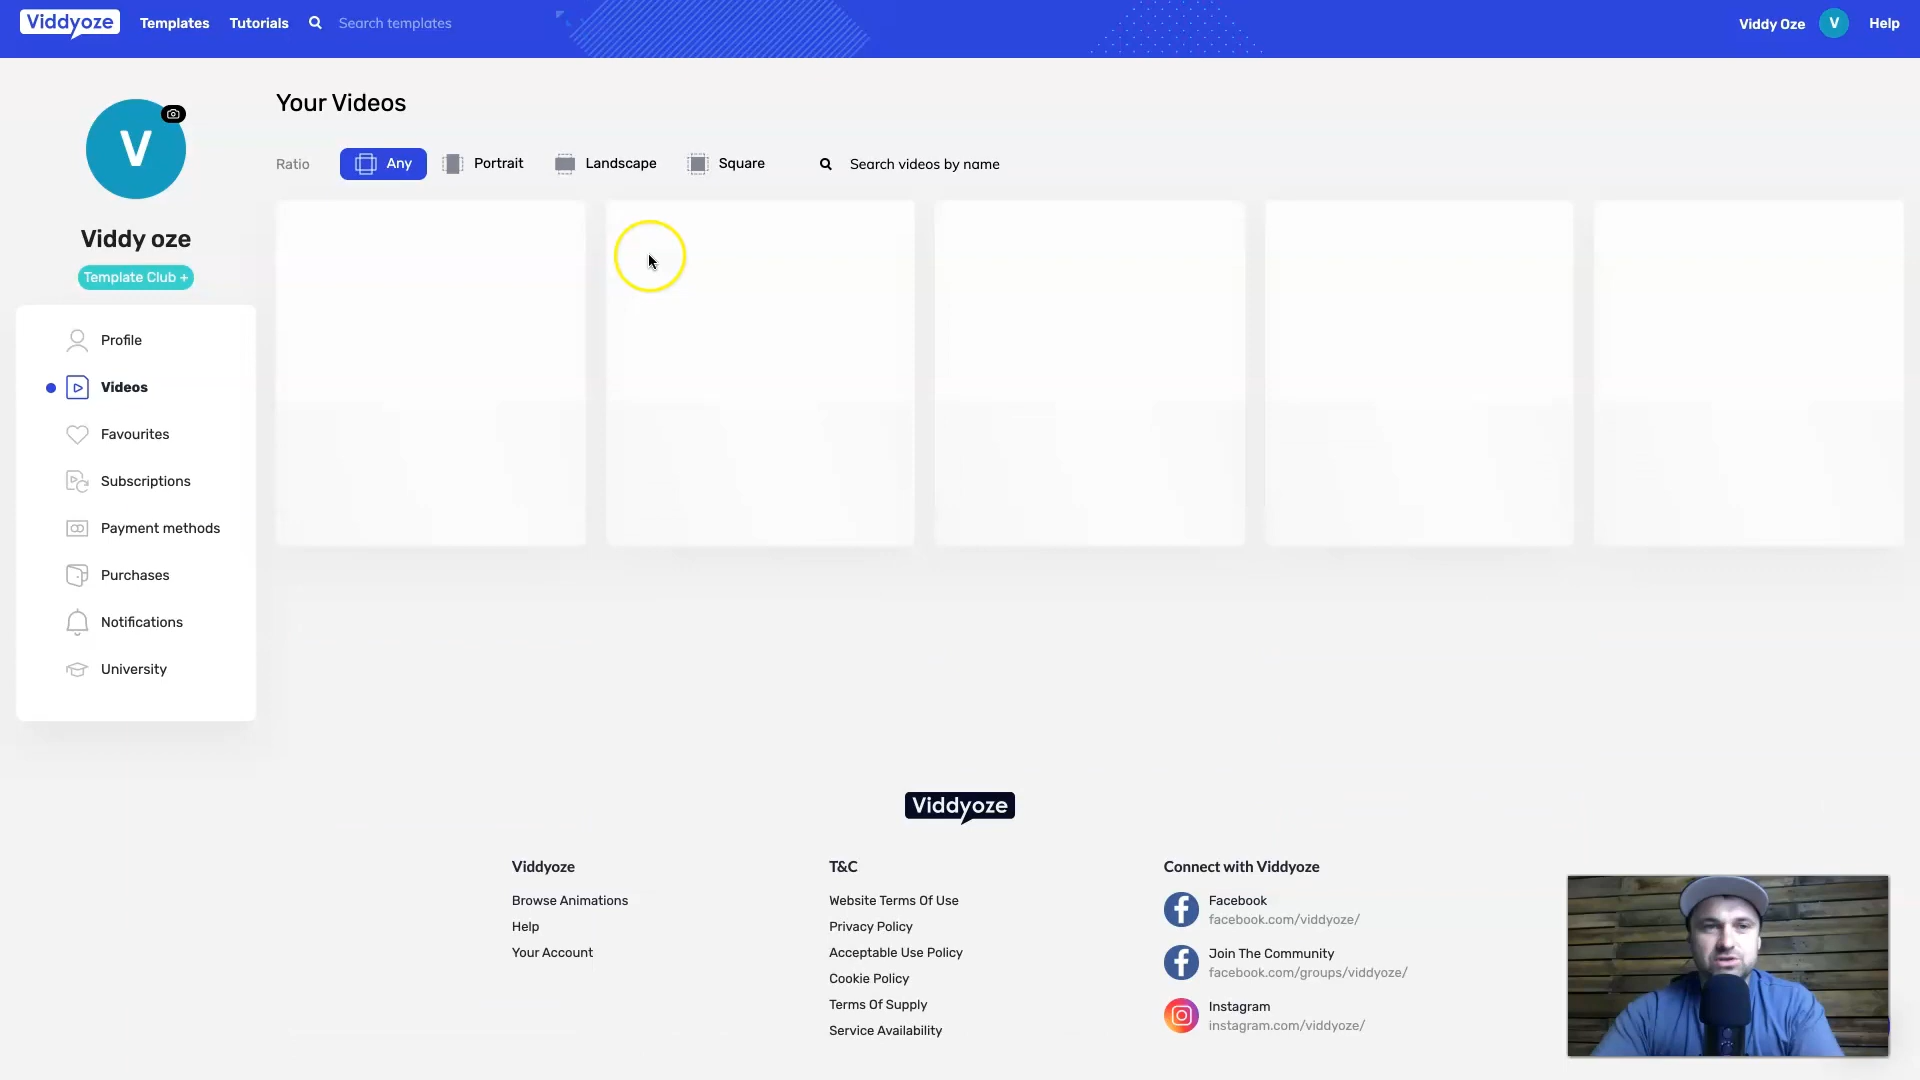 Viddyoze
Templates
Tutorials
Search templates
Viddy Oze
V
Help
V
Viddy oze
Template Club +
Profile
Videos
Favourites
Subscriptions
Payment methods
Purchases
Notifications
University
Your Videos
Ratio
Any
Portrait
Landscape
Square
Search videos by name
Viddyoze
Viddyoze
Browse Animations
Help
Your Account
T&C
Website Terms Of Use
Privacy Policy
Acceptable Use Policy
Cookie Policy
Terms Of Supply
Service Availability
Connect with Viddyoze
Facebook
facebook.com/viddyoze/
Join The Community
facebook.com/groups/viddyoze/
Instagram
instagram.com/viddyoze/